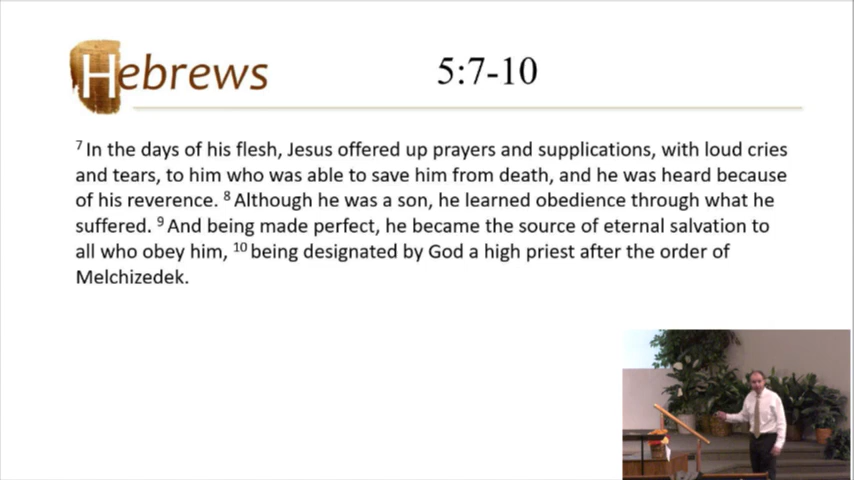 Hebrews 5:7-10
7 In the days of his flesh, Jesus offered up prayers and supplications, with loud cries
and tears, to him who was able to save him from death, and he was heard because
of his reverence. 8 Although he was a son, he learned obedience through what he
suffered. 9 And being made perfect, he became the source of eternal salvation to
all who obey him, 10 being designated by God a high priest after the order of
Melchizedek.